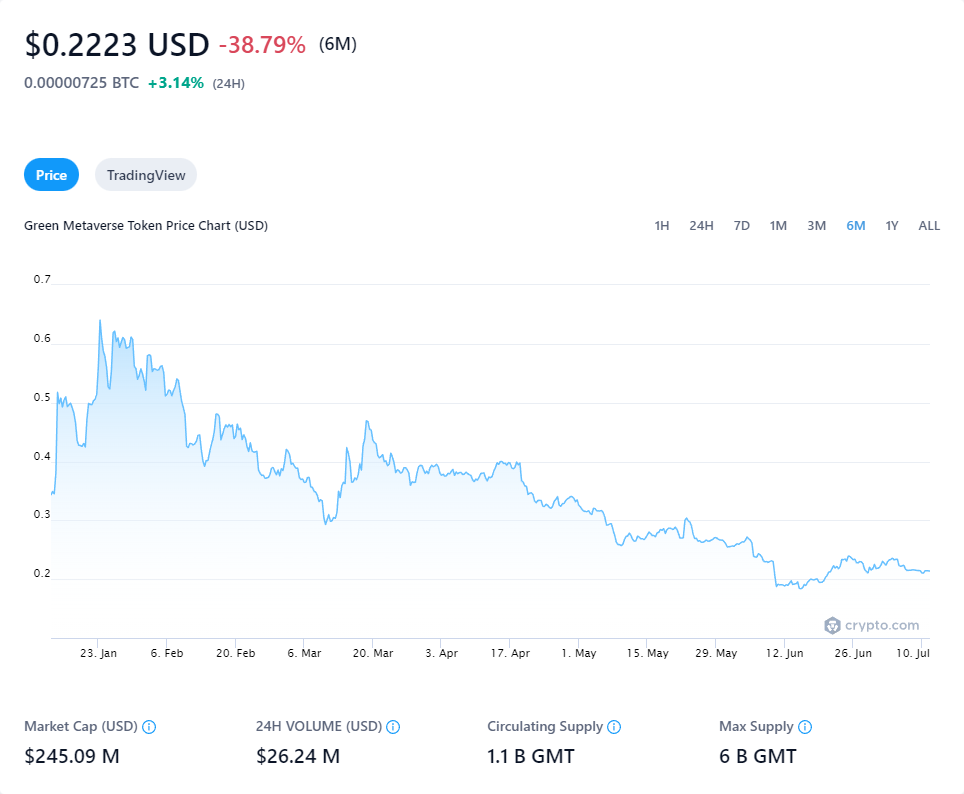 $0.2223 USD -38.79% (6M)
0.00000725 BTC +3.14% (24H)
Price TradingView
Green Metaverse Token Price Chart (USD) 1H 24H 7D 1M 3M 6M 1Y ALL
0.7
0.6
0.5
0.4
0.3
0.2
crypto.com
23. Jan 6. Feb 20. Feb 6. Mar 20. Mar 3. Apr 17. Apr 1. May 15. May 29. May 12. Jun 26. Jun 10. Jul
Market Cap (USD) 24H VOLUME (USD) Circulating Supply Max Supply
$245.09 M $26.24 M 1.1 B GMT 6 B GMT